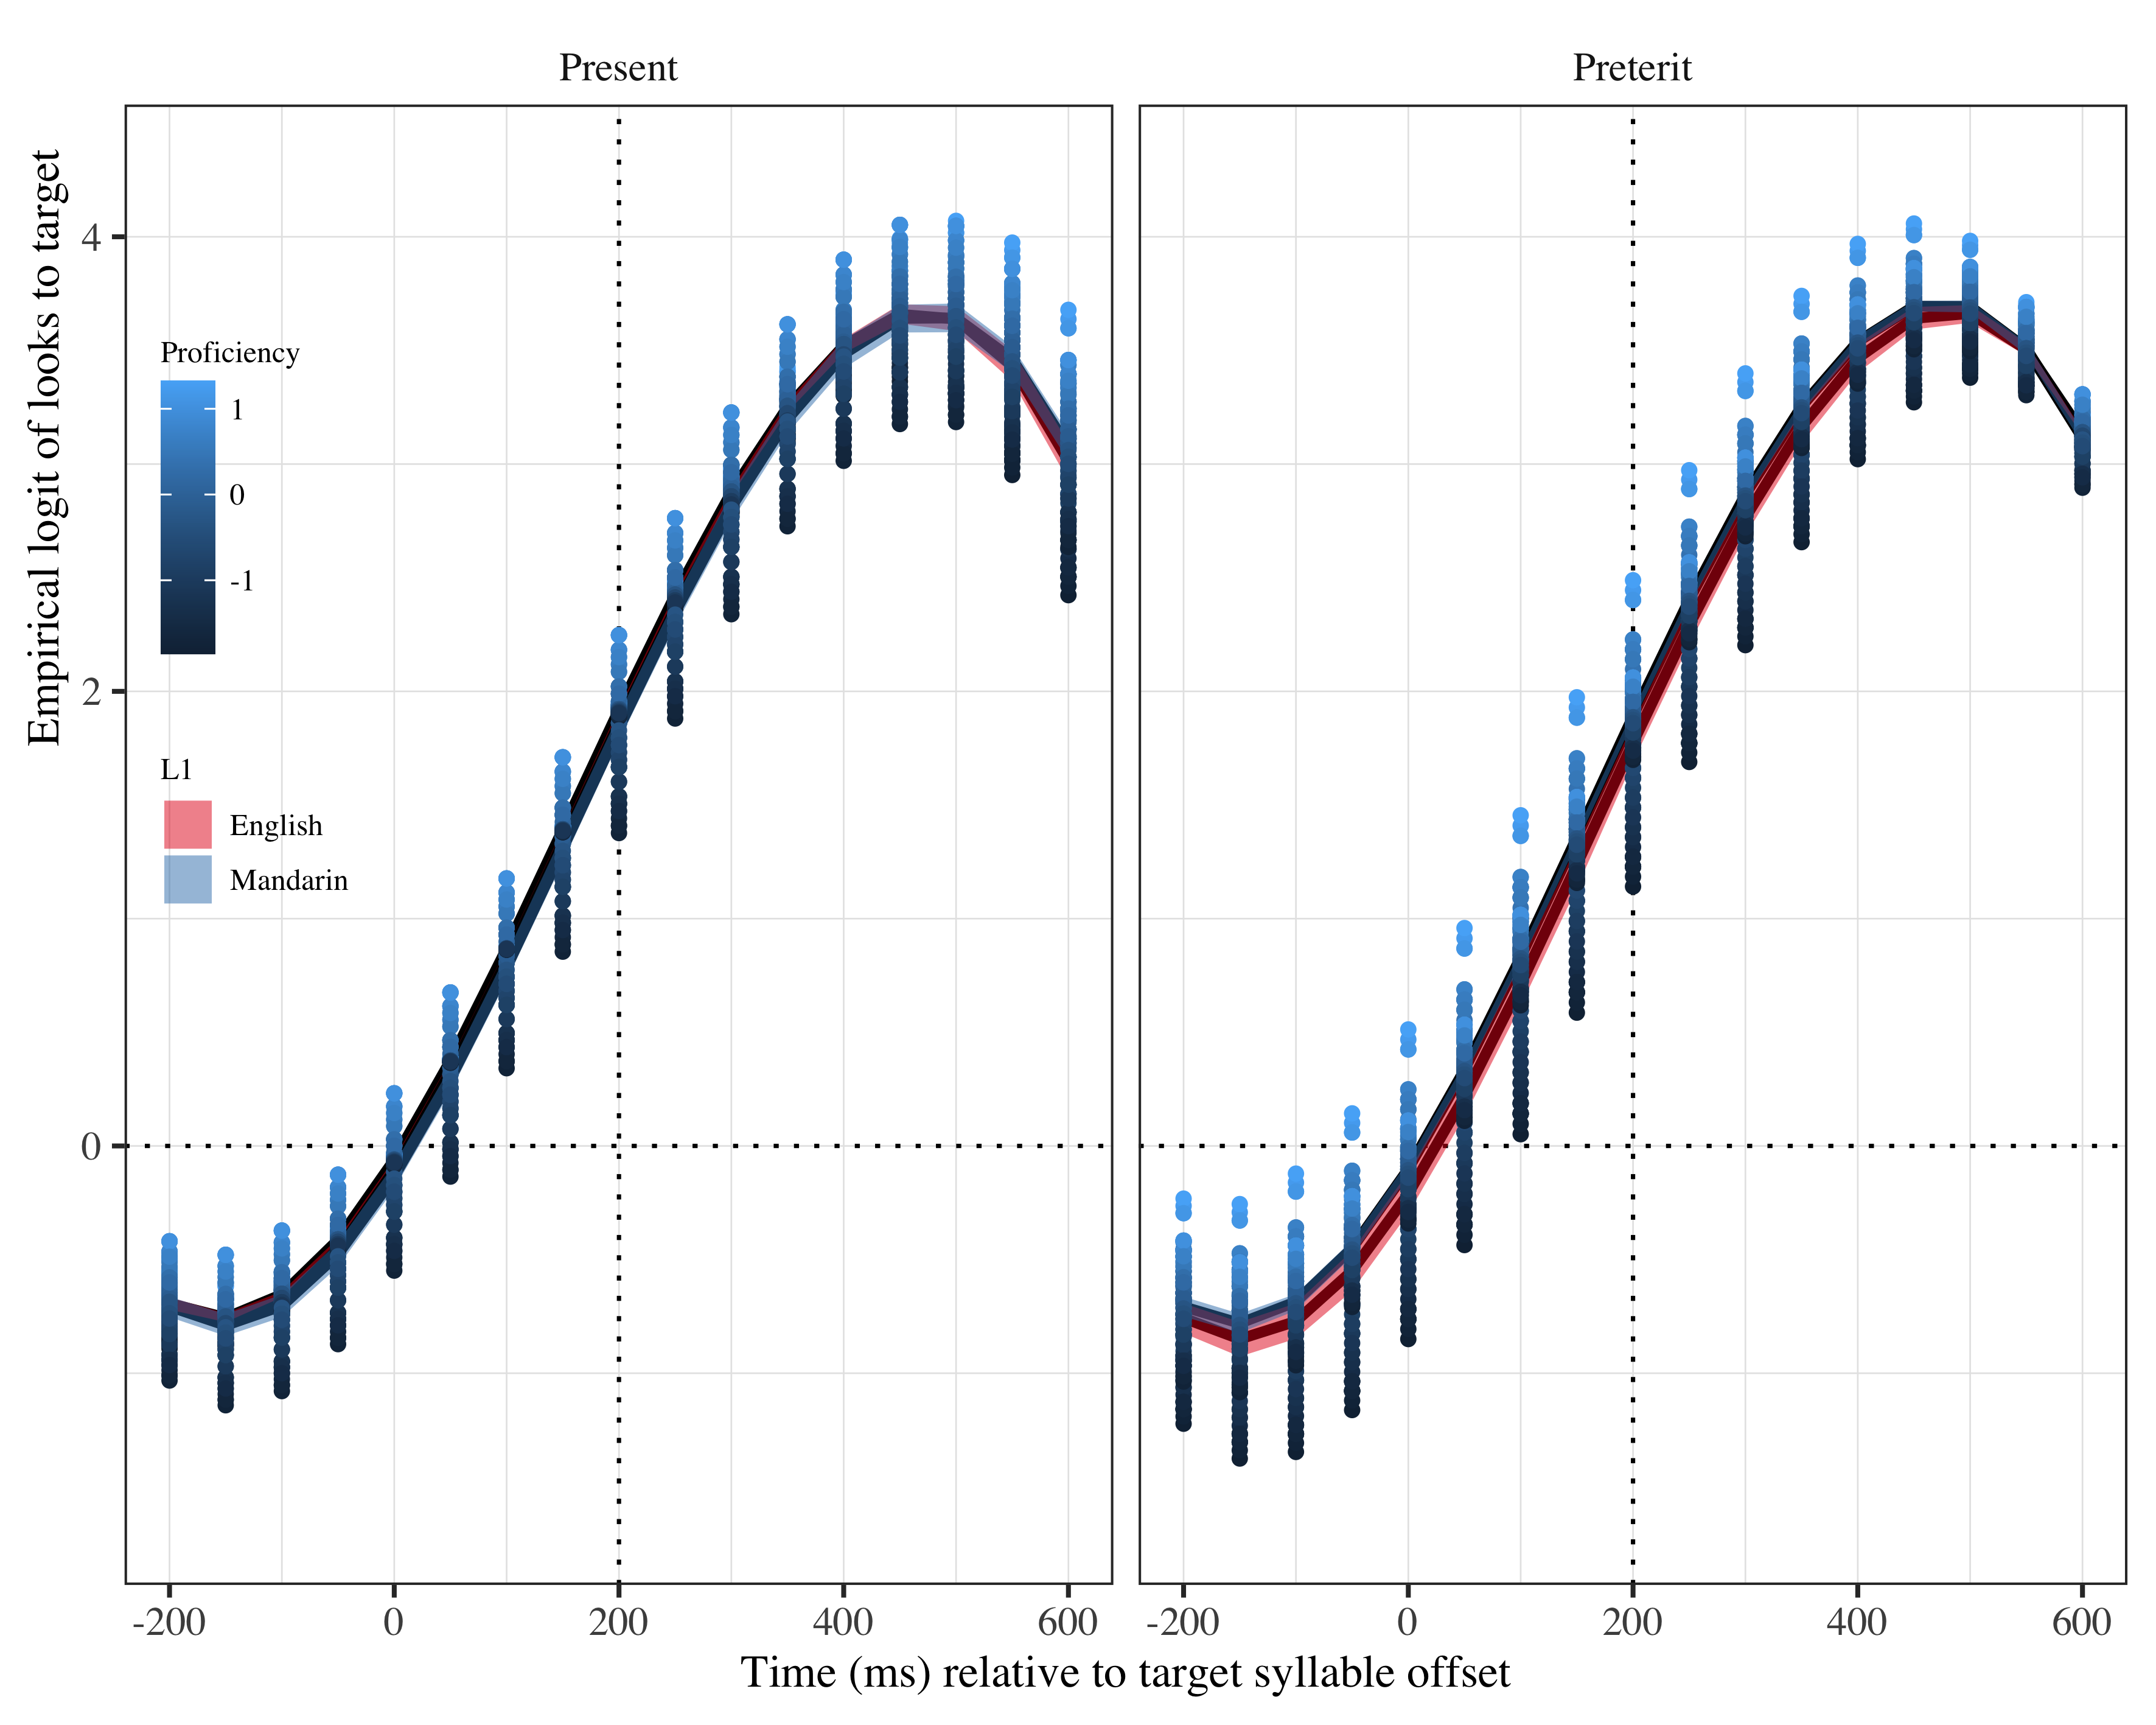 Present
Preterit
Empirical logit of looks to target
4
2
0
Proficiency
1
0
-1
L1
English
Mandarin
-200 0 200 400 600
-200 0 200 400 600
Time (ms) relative to target syllable offset